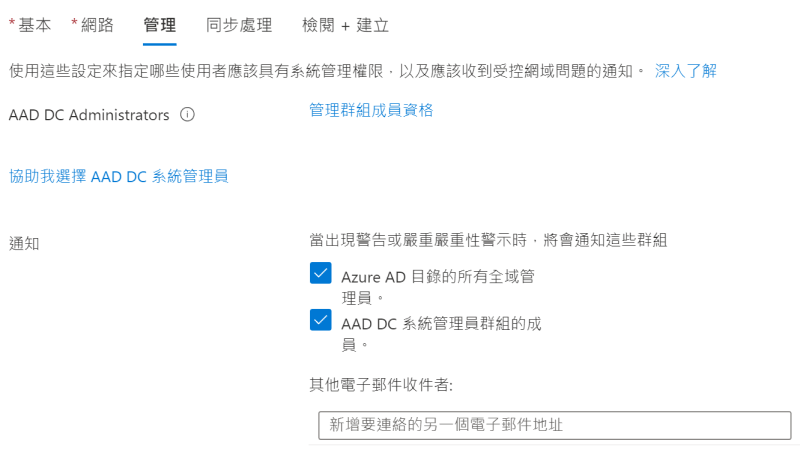 *基本 *網路 管理 同步處理 檢閱 + 建立
使用這些設定來指定哪些使用者應該具有系統管理權限，以及應該收到受控網域問題的通知。 深入了解
AAD DC Administrators 管理群組成員資格
協助我選擇 AAD DC 系統管理員
通知 當出現警告或嚴重嚴重性警示時，將會通知這些群組
Azure AD 目錄的所有全域管
理員。
AAD DC 系統管理員群組的成
員。
其他電子郵件收件者:
新增要連絡的另一個電子郵件地址